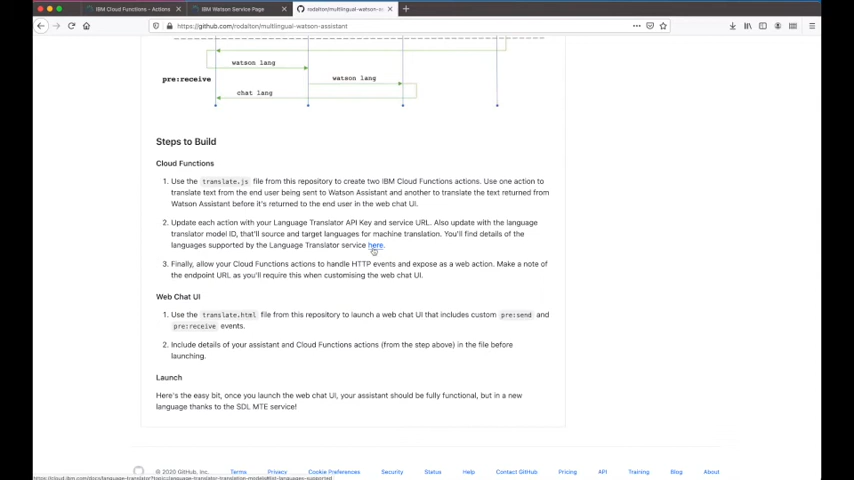 IBM Cloud Functions - Actions
IBM Watson Service Page
rodalton/multlingual-watson-as
https://github.com/rodalton/multlingual-watson-assistant
watson lang
pre:receive
watson lang
chat lang
Steps to Build
Cloud Functions
1. Use the translate.js file from this repository to create two IBM Cloud Functions actions. Use one action to
translate text from the end user being sent to Watson Assistant and another to translate the text returned from
Watson Assistant before it's returned to the end user in the web chat UI.
2. Update each action with your Language Translator API Key and service URL. Also update with the language
translator model ID, that'll source and target languages for machine translation. You'll find details of the
languages supported by the Language Translator service here.
3. Finally, allow your Cloud Functions actions to handle HTTP events and expose as a web action. Make a note of
the endpoint URL as you'll require this when customising the web chat UI.
Web Chat UI
1. Use the translate.html file from this repository to launch a web chat UI that includes custom pre:send and
pre:receive events.
2. Include details of your assistant and Cloud Functions actions (from the step above) in the file before
launching.
Launch
Here's the easy bit, once you launch the web chat UI, your assistant should be fully functional, but in a new
language thanks to the SDL MTE service!
© 2020 GitHub, Inc. Terms Privacy Cookie Preferences Security Status Help Contact GitHub Pricing API Training Blog About